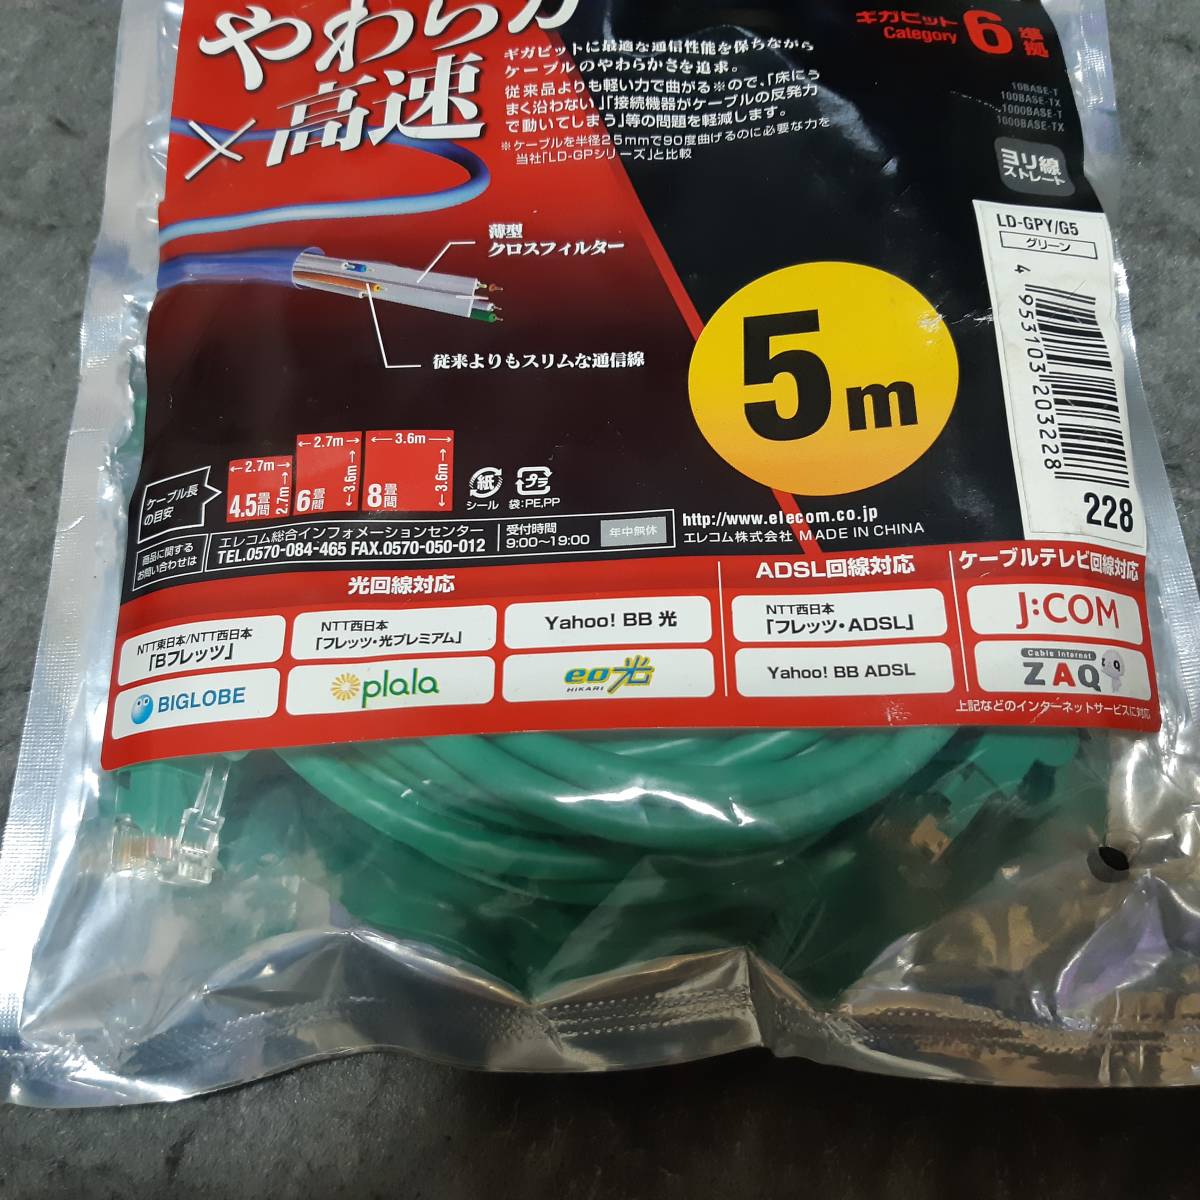 やわらか
×高速
ギガビットに最適な通信性能を保ちながら
ケーブルのやわらかさを追求。
従来品よりも軽い力で曲がる※ので、「床にう
まく沿わない」「接続機器がケーブルの反発力
で動いてしまう」等の問題を軽減します。
※ケーブルを半径25mmで90度曲げるのに必要な力を
当社「LD-GPシリーズ」と比較
ギガビット
Category
6
準拠
10BASE-T
100BASE-TX
1000BASE-T
1000BASE-TX
ヨリ線
ストレート
LD-GPY/G5
グリーン
4 953103 203228
228
薄型
クロスフィルター
従来よりもスリムな通信線
5m
ケーブル長
の目安
2.7m
2.7m
4.5畳間
2.7m
3.6m
6畳間
3.6m
3.6m
8畳間
紙
シール
プラ
袋:PE,PP
商品に関する
お問い合わせは
エレコム総合インフォメーションセンター
TEL.0570-084-465 FAX.0570-050-012
受付時間
9:00～19:00
年中無休
http://www.elecom.co.jp
エレコム株式会社 MADE IN CHINA
光回線対応
NTT東日本/NTT西日本
「Bフレッツ」
NTT西日本
「フレッツ・光プレミアム」
Yahoo! BB 光
BIGLOBE
plala
eo光
HIKARI
ADSL回線対応
NTT西日本
「フレッツ・ADSL」
Yahoo! BB ADSL
ケーブルテレビ回線対応
J:COM
Cable Internet
ZAQ
ZAQ
上記などのインターネットサービスに対応